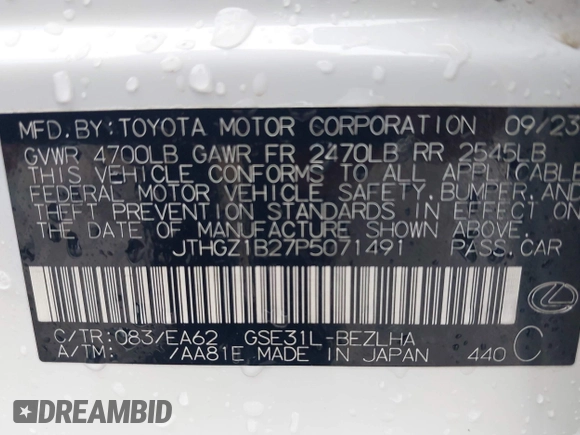 MFD.BY:TOYOTA MOTOR CORPORATION 09/23
GVWR 4700LB GAWR FR 2470LB RR 2545LB
THIS VEHICLE CONFORMS TO ALL APPLICABLE
FEDERAL MOTOR VEHICLE SAFETY, BUMPER, AND
THEFT PREVENTION STANDARDS IN EFFECT ON
THE DATE OF MANUFACTURE SHOWN ABOVE.
JTHGZ1B27P5071491 PASS.CAR
C/TR:083/EA62 GSE31L-BEZLHA
A/TM: /AA81E MADE IN JAPAN 440 C
DREAMBID